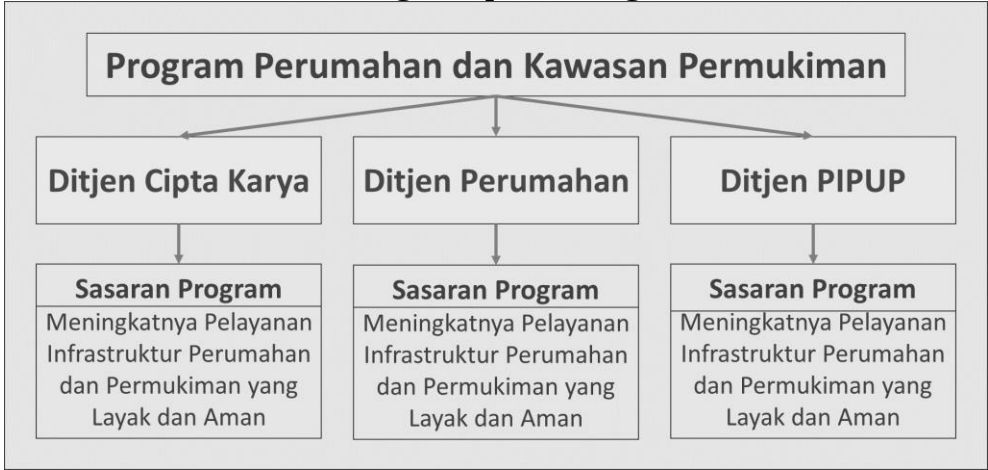 Program Perumahan dan Kawasan Permukiman
Ditjen Cipta Karya
Ditjen Perumahan
Ditjen PIPUP
Sasaran Program
Meningkatnya Pelayanan
Infrastruktur Perumahan
dan Permukiman yang
Layak dan Aman
Sasaran Program
Meningkatnya Pelayanan
Infrastruktur Perumahan
dan Permukiman yang
Layak dan Aman
Sasaran Program
Meningkatnya Pelayanan
Infrastruktur Perumahan
dan Permukiman yang
Layak dan Aman